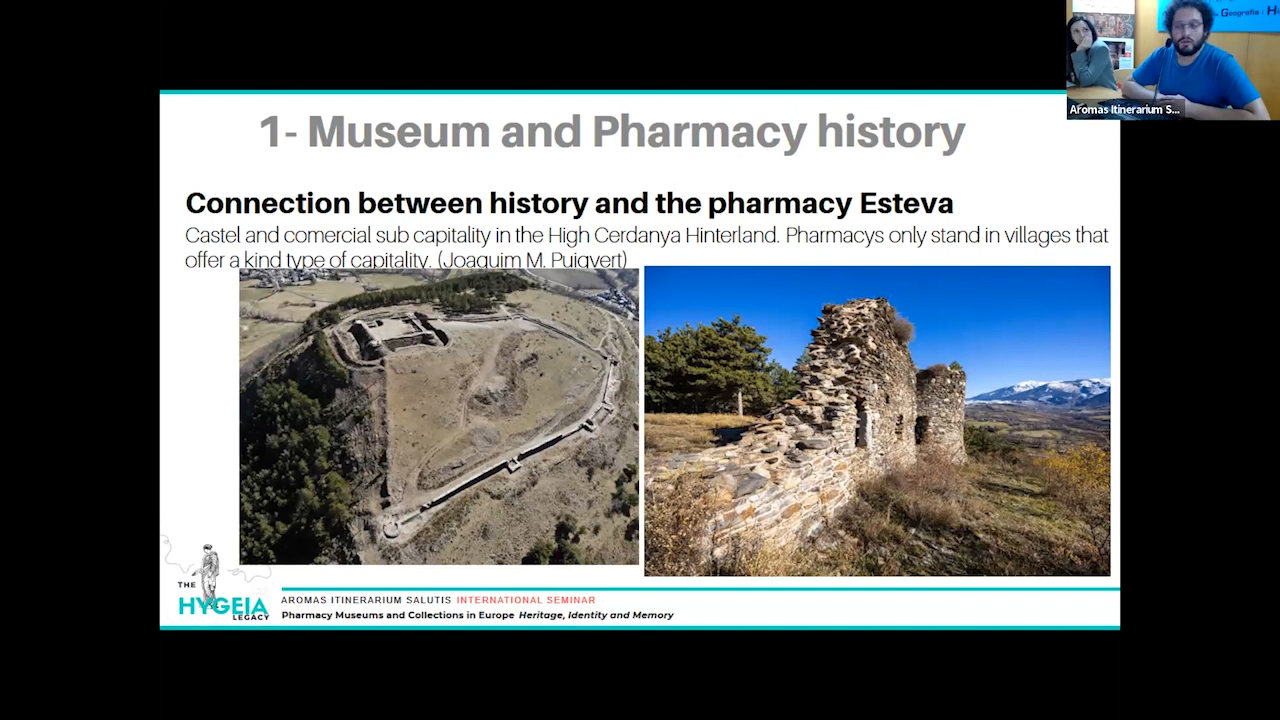 Geografia i H
Aromas Itinerarium S...
1- Museum and Pharmacy history
Connection between history and the pharmacy Esteva
Castel and comercial sub capitality in the High Cerdanya Hinterland. Pharmacys only stand in villages that
offer a kind type of capitality. (Joaquim M. Puigvert)
THE
HYGEIA
LEGACY
AROMAS ITINERARIUM SALUTIS INTERNATIONAL SEMINAR
Pharmacy Museums and Collections in Europe Heritage, Identity and Memory